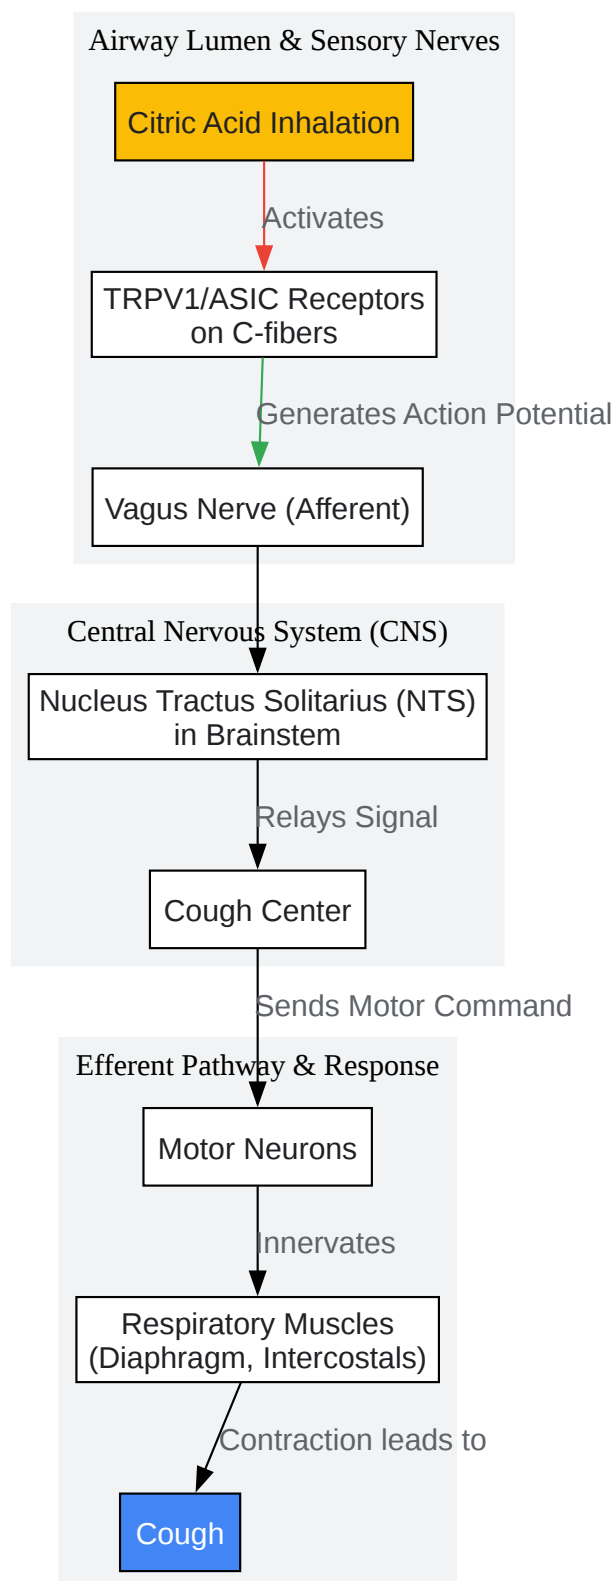 Airway Lumen & Sensory Nerves
Citric Acid Inhalation
Activates
TRPV1/ASIC Receptors
on C-fibers
Generates Action Potential
Vagus Nerve (Afferent)
Central Nervous System (CNS)
Nucleus Tractus Solitarius (NTS)
in Brainstem
Relays Signal
Cough Center
Sends Motor Command
Efferent Pathway & Response
Motor Neurons
Innervates
Respiratory Muscles
(Diaphragm, Intercostals)
Contraction leads to
Cough